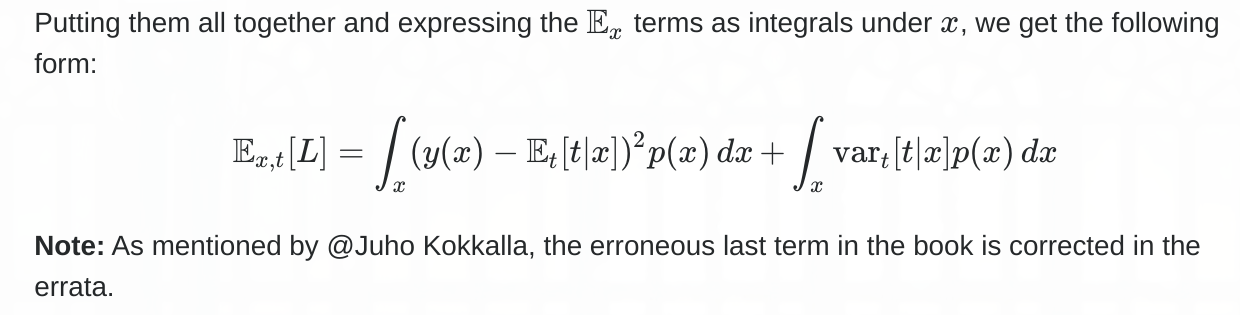 Putting them all together and expressing the 𝔼ₓ terms as integrals under x, we get the following
form:
𝔼_{x,t}[L] = ∫_x (y(x) − 𝔼_t[t|x])² p(x) dx + ∫_x var_t[t|x]p(x) dx
Note: As mentioned by @Juho Kokkalla, the erroneous last term in the book is corrected in the
errata.